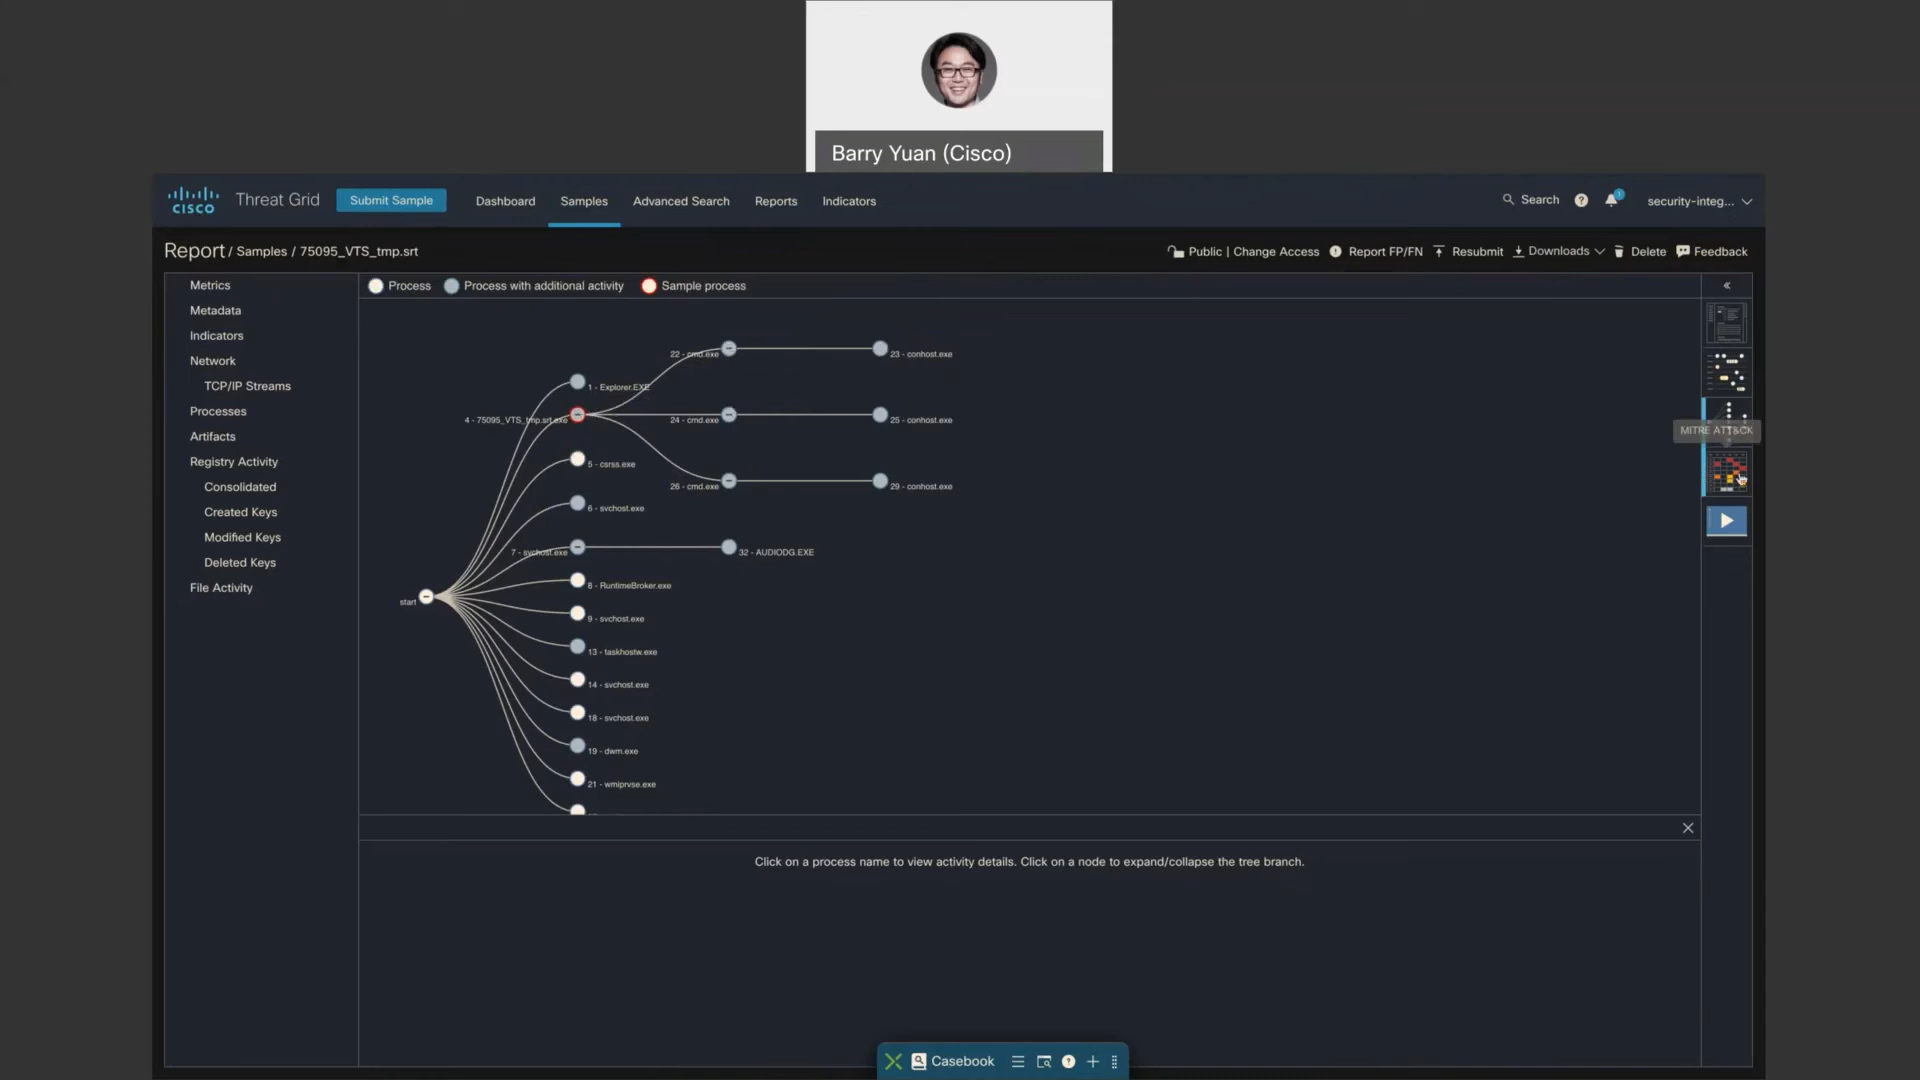 Barry Yuan (Cisco)
CISCO
Threat Grid
Submit Sample
Dashboard
Samples
Advanced Search
Reports
Indicators
Search
security-integ...
Report / Samples / 75095_VTS_tmp.srt
Public | Change Access
Report FP/FN
Resubmit
Downloads
Delete
Feedback
Metrics
Metadata
Indicators
Network
TCP/IP Streams
Processes
Artifacts
Registry Activity
Consolidated
Created Keys
Modified Keys
Deleted Keys
File Activity
Process
Process with additional activity
Sample process
22 - cmd.exe
23 - conhost.exe
1 - Explorer.EXE
4 - 75095_VTS_tmp.srt.exe
24 - cmd.exe
25 - conhost.exe
5 - csrss.exe
26 - cmd.exe
29 - conhost.exe
6 - svchost.exe
7 - svchost.exe
32 - AUDIODG.EXE
8 - RuntimeBroker.exe
start
9 - svchost.exe
13 - taskhostw.exe
14 - svchost.exe
18 - svchost.exe
19 - dwm.exe
21 - wmiprvse.exe
MITRE ATT&CK
Click on a process name to view activity details. Click on a node to expand/collapse the tree branch.
Casebook